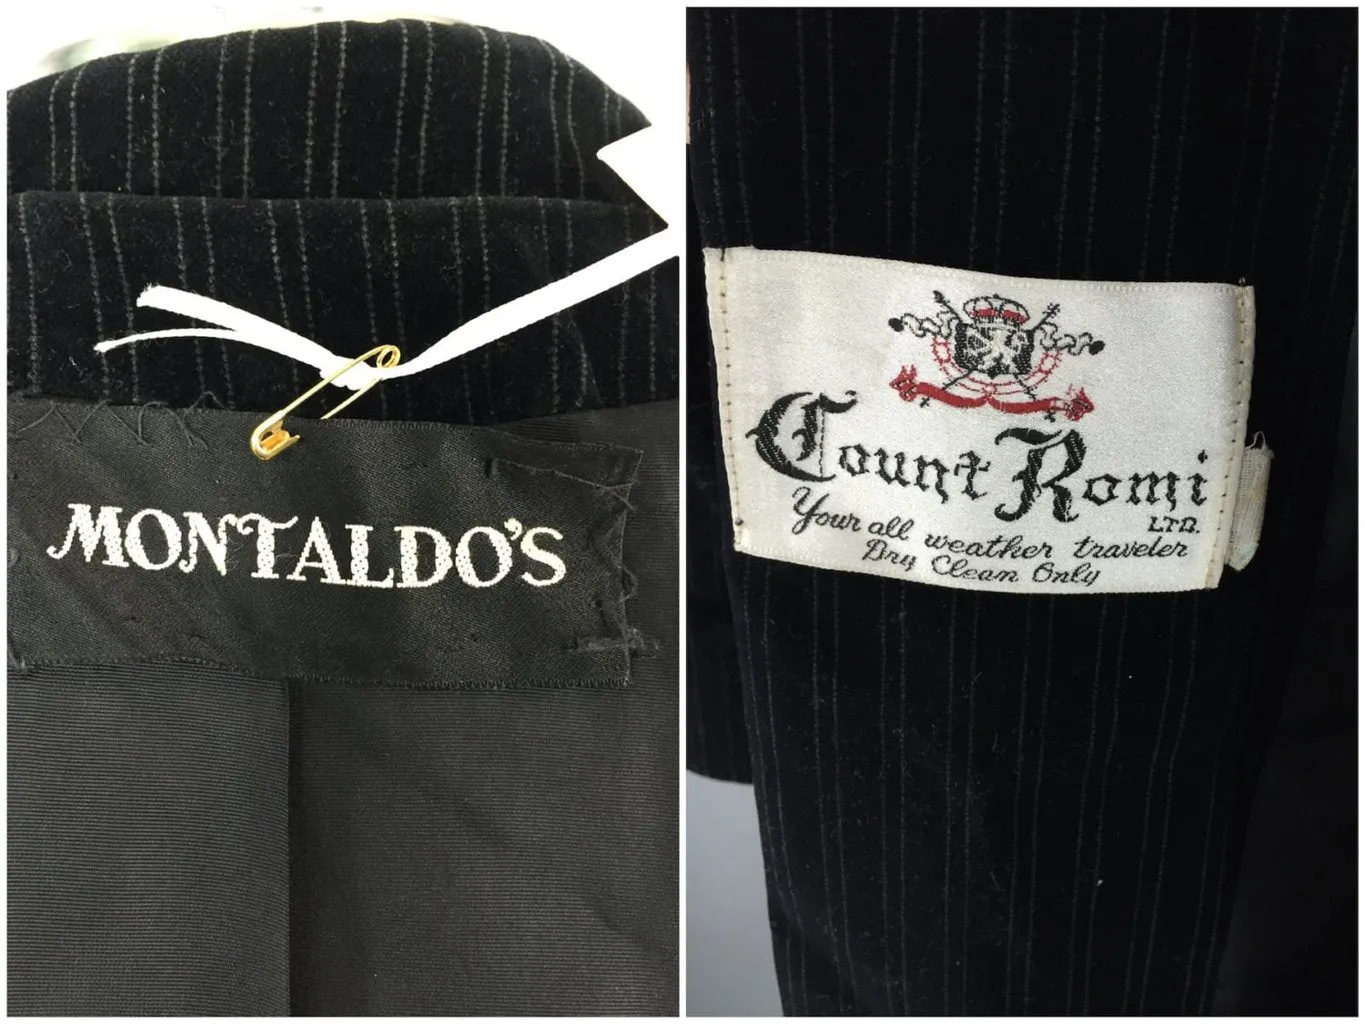 MONTALDO'S
Count Romi
LTD.
Your all weather traveler
Dry Clean Only